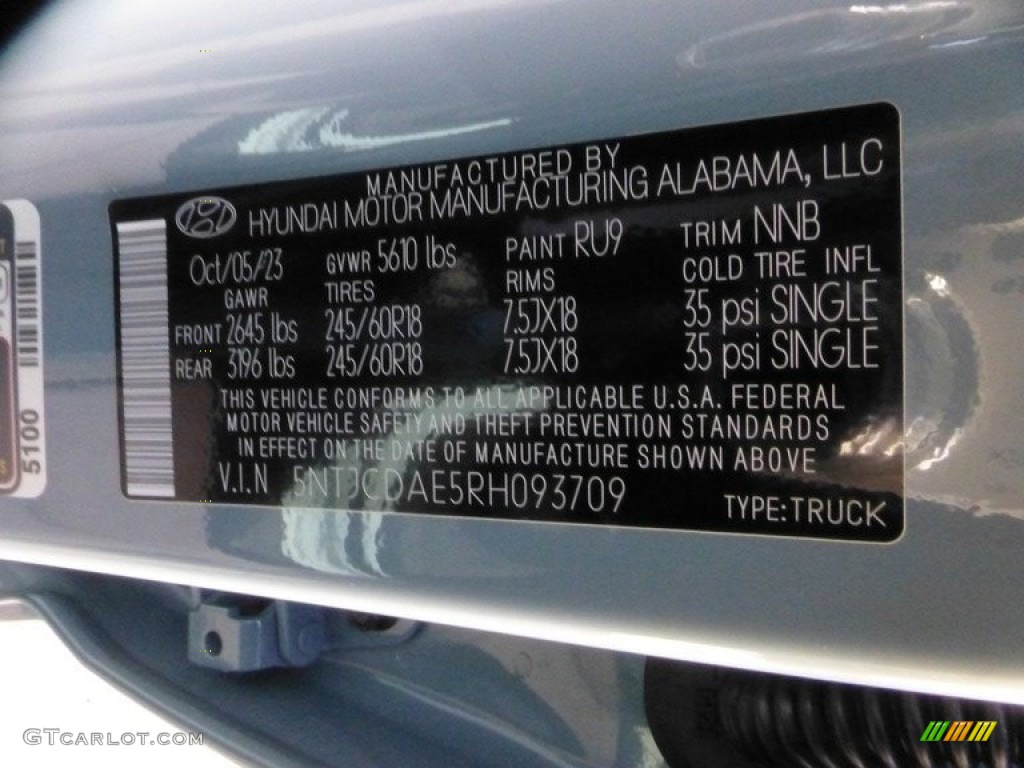 MANUFACTURED BY
HYUNDAI MOTOR MANUFACTURING ALABAMA, LLC
Oct/05/23 GVWR 5610 lbs PAINT RU9 TRIM NNB
GAWR TIRES RIMS COLD TIRE INFL
FRONT 2645 lbs 245/60R18 7.5JX18 35 psi SINGLE
REAR 3196 lbs 245/60R18 7.5JX18 35 psi SINGLE
THIS VEHICLE CONFORMS TO ALL APPLICABLE U.S.A. FEDERAL
MOTOR VEHICLE SAFETY AND THEFT PREVENTION STANDARDS
IN EFFECT ON THE DATE OF MANUFACTURE SHOWN ABOVE
V.I.N 5NTJCDAE5RH093709 TYPE:TRUCK
5100
GTCARLOT.COM